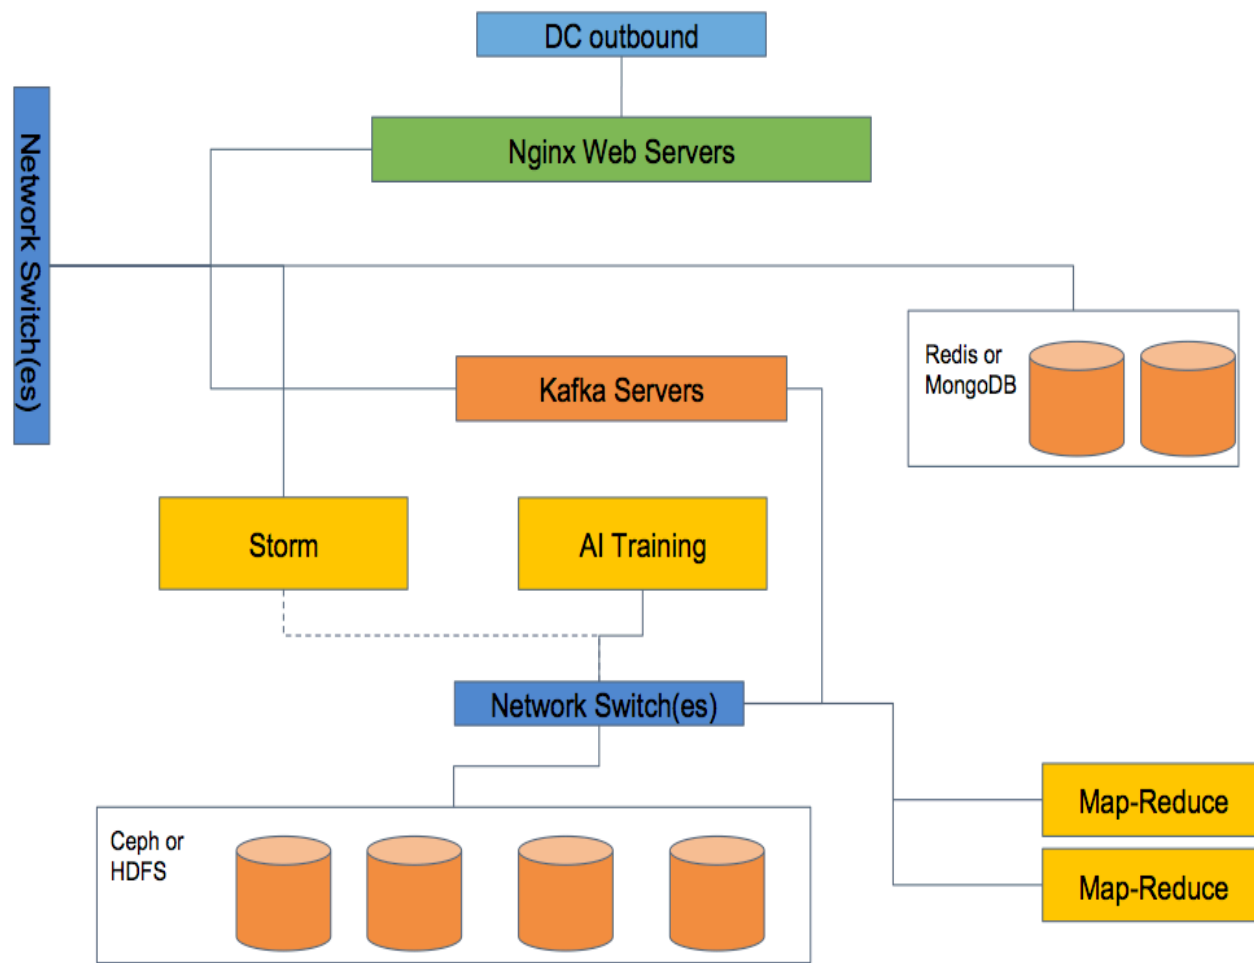 DC outbound
Network Switch(es)
Nginx Web Servers
Redis or
MongoDB
Kafka Servers
Storm
AI Training
Network Switch(es)
Map-Reduce
Ceph or
HDFS
Map-Reduce